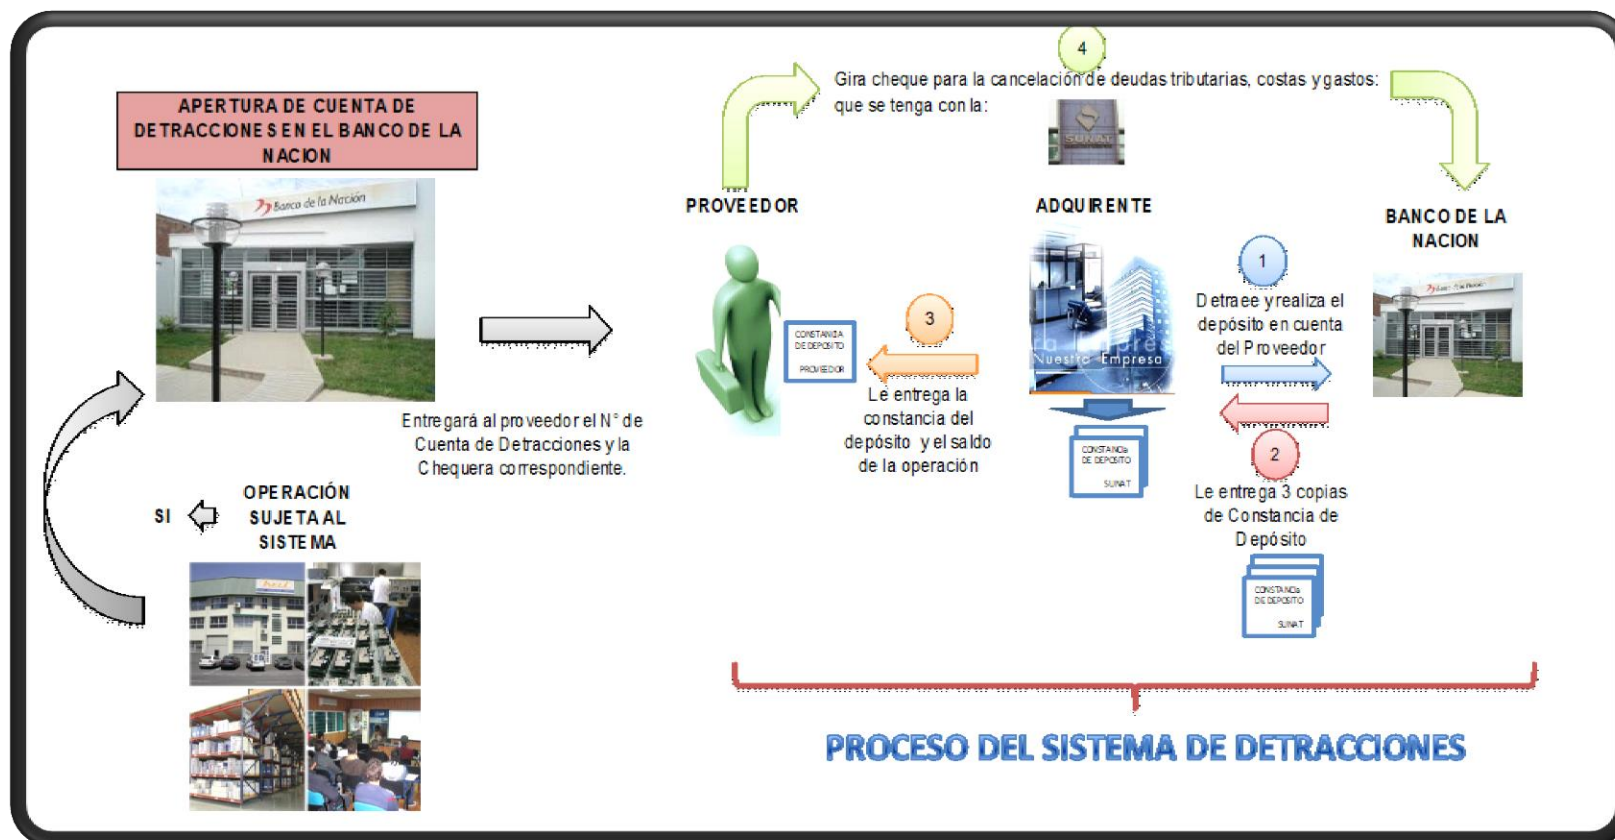 APERTURA DE CUENTA DE
DETRACCIONES EN EL BANCO DE LA
NACION
Banco de la Nación
Entregará al proveedor el N° de
Cuenta de Detracciones y la
Chequera correspondiente.
SI
OPERACIÓN
SUJETA AL
SISTEMA
4
Gira cheque para la cancelación de deudas tributarias, costas y gastos:
que se tenga con la:
SUNAT
PROVEEDOR
CONSTANCIA
DE DEPOSITO
PROVEEDOR
3
Le entrega la
constancia del
depósito y el saldo
de la operación
ADQUIRENTE
Nuestra Empresa
CONSTANCIa
DE DEPOSITO
SUNAT
1
Detraee y realiza el
depósito en cuenta
del Proveedor
2
Le entrega 3 copias
de Constancia de
Depósito
CONSTANCIa
DE DEPOSITO
SUNAT
BANCO DE LA
NACION
PROCESO DEL SISTEMA DE DETRACCIONES